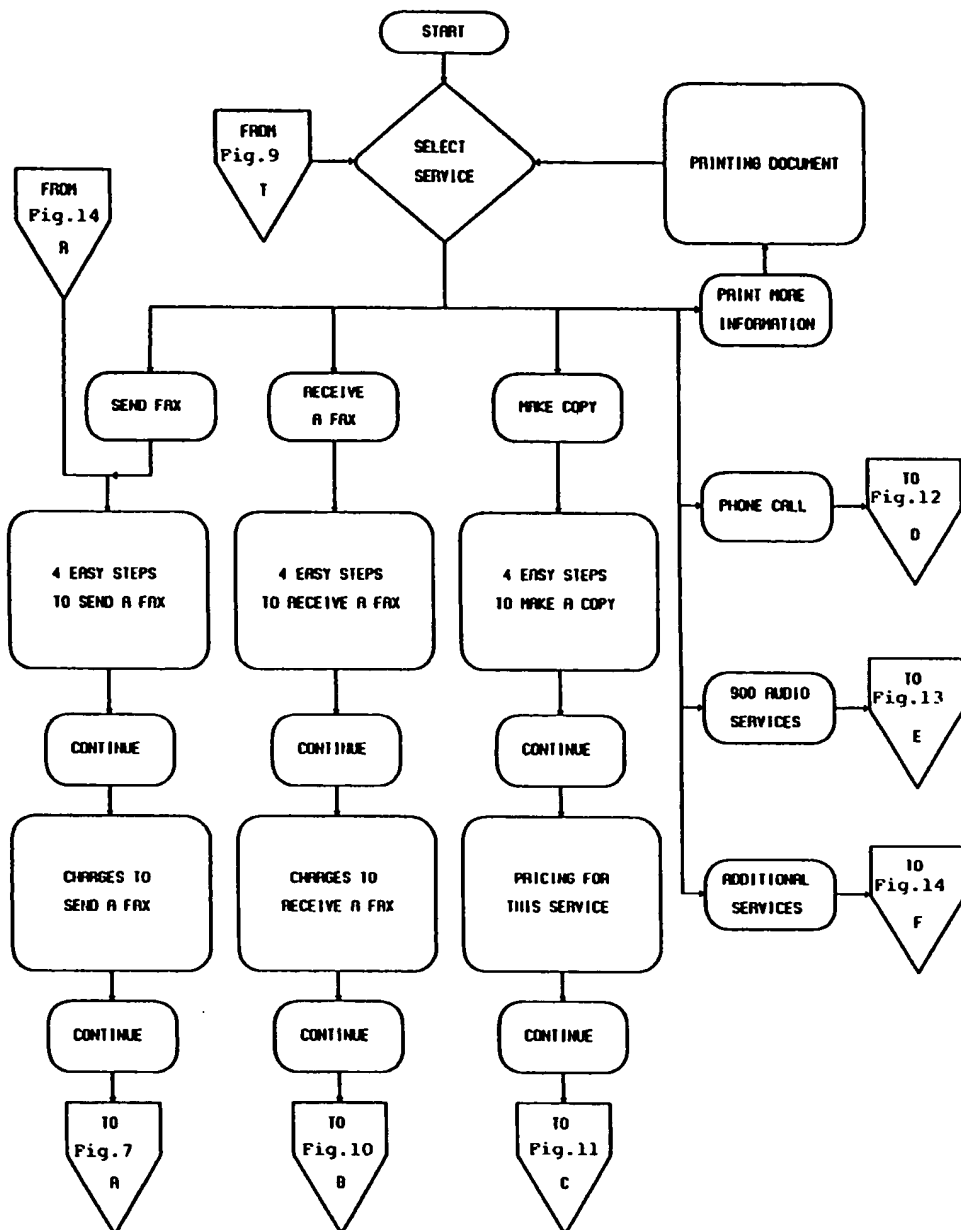 START
FROM
Fig.9
T
SELECT
SERVICE
PRINTING DOCUMENT
FROM
Fig.14
A
PRINT MORE
INFORMATION
SEND FAX
RECEIVE
A FAX
MAKE COPY
PHONE CALL
TO
Fig.12
D
4 EASY STEPS
TO SEND A FAX
4 EASY STEPS
TO RECEIVE A FAX
4 EASY STEPS
TO MAKE A COPY
900 AUDIO
SERVICES
TO
Fig.13
E
CONTINUE
CONTINUE
CONTINUE
CHARGES TO
SEND A FAX
CHARGES TO
RECEIVE A FAX
PRICING FOR
THIS SERVICE
ADDITIONAL
SERVICES
TO
Fig.14
F
CONTINUE
CONTINUE
CONTINUE
TO
Fig.7
A
TO
Fig.10
B
TO
Fig.11
C